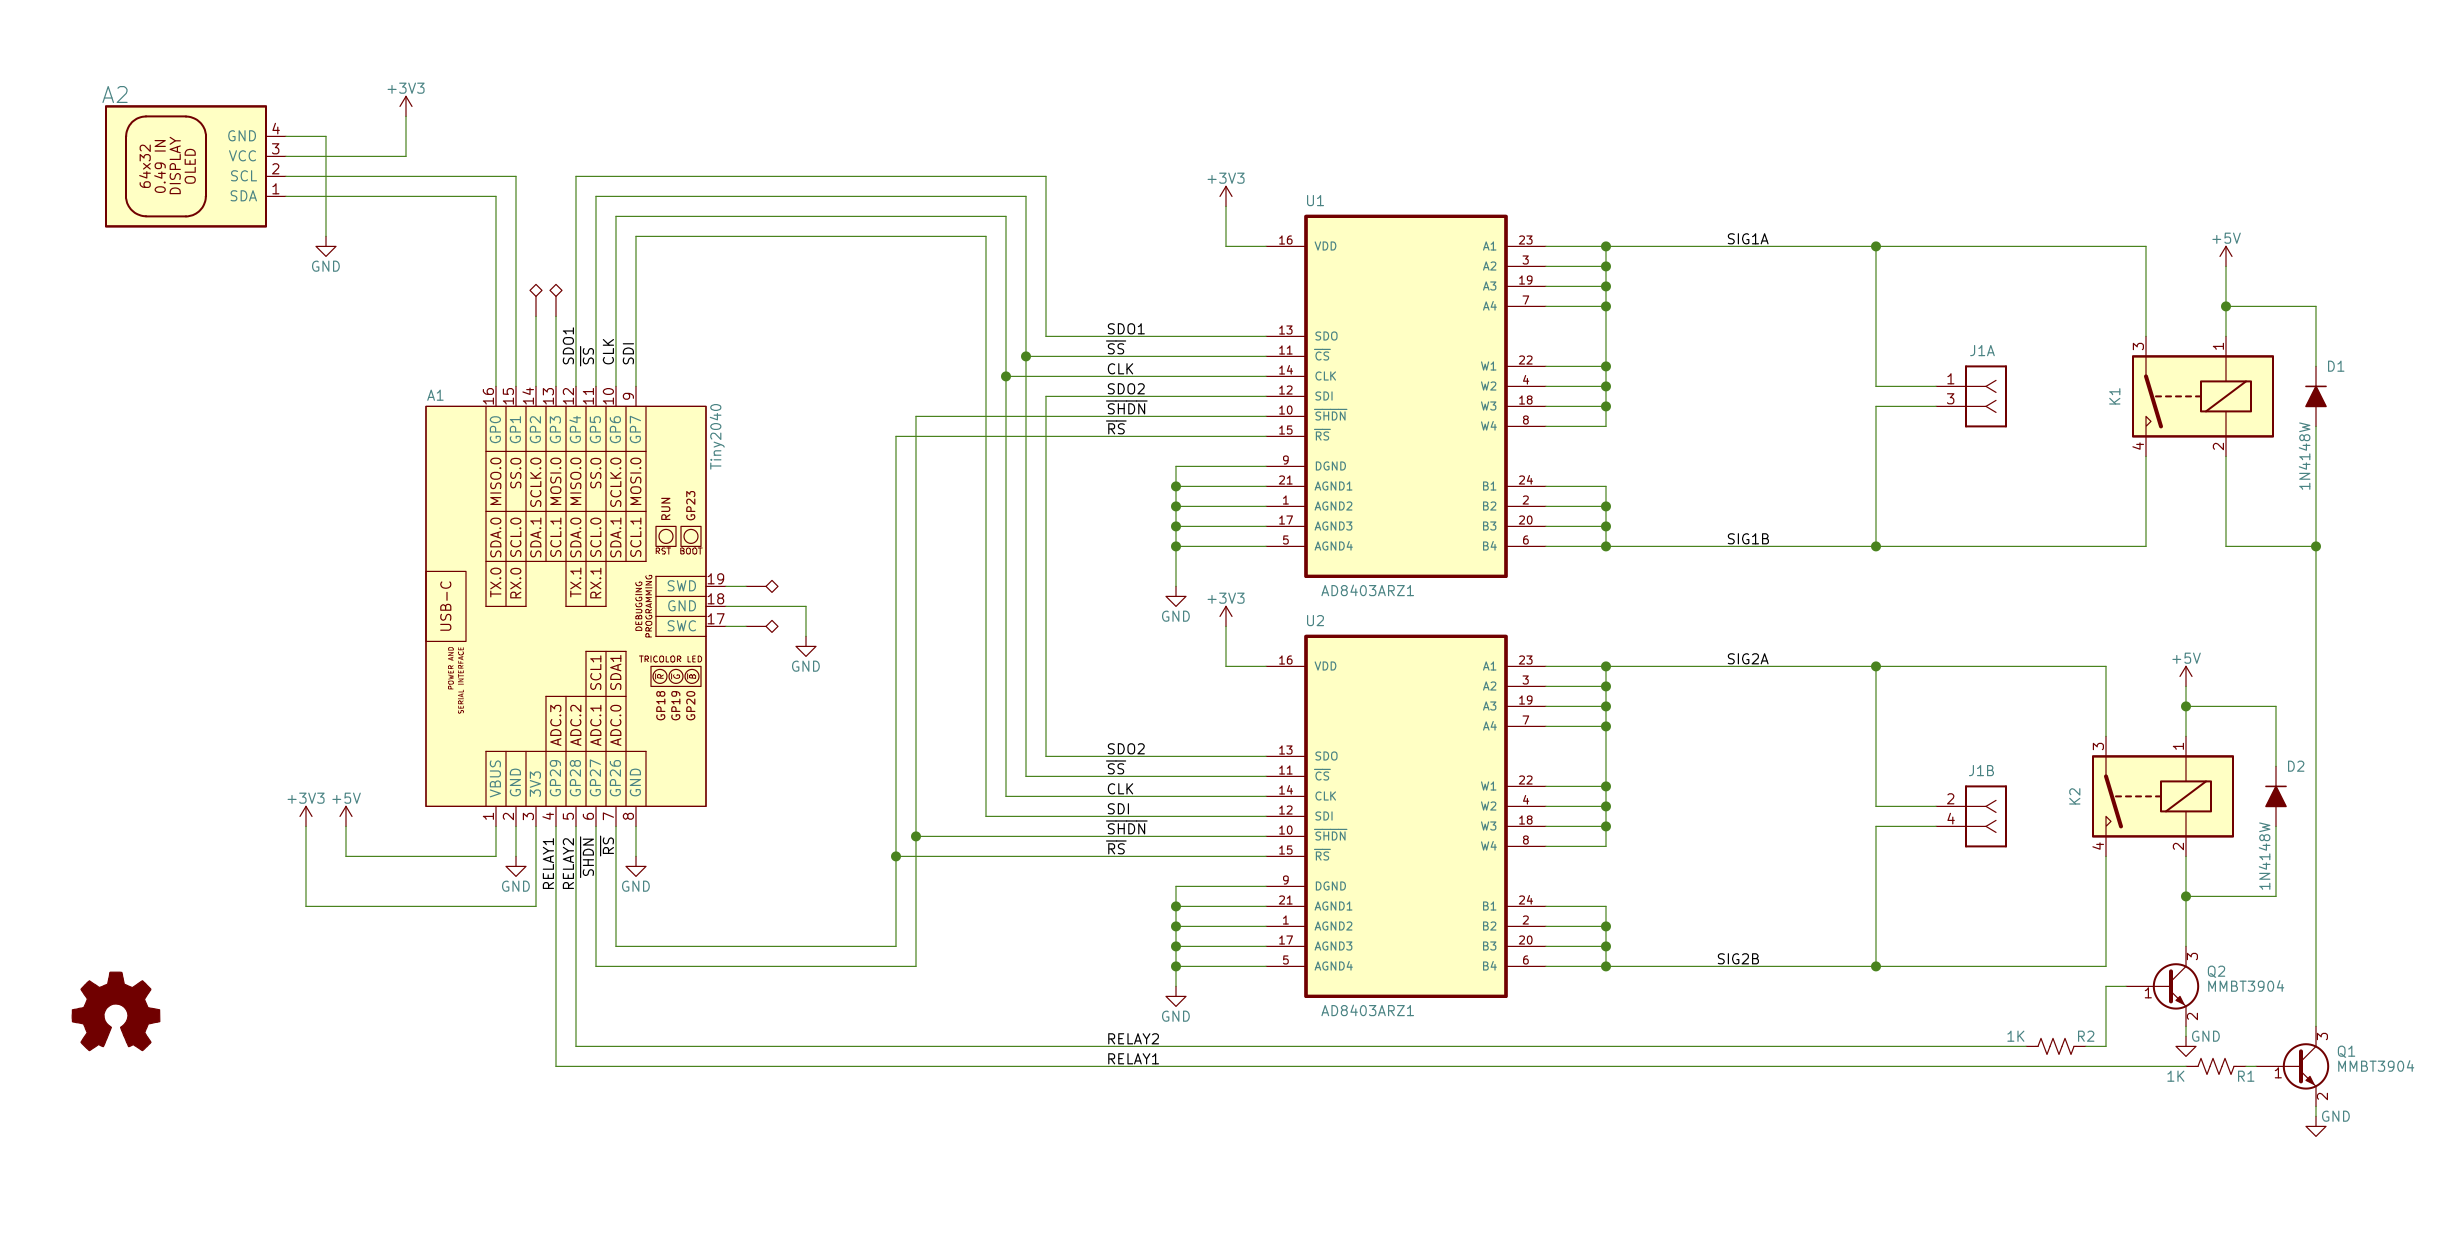 A2
64x32
0.49 IN
DISPLAY
OLED
GND 4
VCC 3
SCL 2
SDA 1
+3V3
GND
A1
Tiny2040
SDO1
SS
CLK
SDI
16 15 14 13 12 11 10 9
GP0 GP1 GP2 GP3 GP4 GP5 GP6 GP7
MISO.0 SS.0 SCLK.0 MOSI.0 MISO.0 SS.0 SCLK.0 MOSI.0
SDA.0 SCL.0 SDA.1 SCL.1 SDA.0 SCL.0 SDA.1 SCL.1
TX.0 RX.0 TX.1 RX.1
RUN
RST
GP23
BOOT
USB-C
POWER AND
SERIAL INTERFACE
DEBUGGING
PROGRAMMING
SWD 19
GND 18
SWC 17
GND
TRICOLOR LED
R G B
GP18
GP19
GP20
SCL1 SDA1
ADC.3 ADC.2 ADC.1 ADC.0
VBUS GND 3V3 GP29 GP28 GP27 GP26 GND
1 2 3 4 5 6 7 8
+3V3
+5V
GND
RELAY1
RELAY2
SHDN
RS
GND
+3V3
U1
16 VDD
SDO1 13 SDO
SS 11 CS
CLK 14 CLK
SDO2 12 SDI
SHDN 10 SHDN
RS 15 RS
9 DGND
21 AGND1
1 AGND2
17 AGND3
5 AGND4
GND
A1 23
A2 3
A3 19
A4 7
W1 22
W2 4
W3 18
W4 8
B1 24
B2 2
B3 20
B4 6
AD8403ARZ1
SIG1A
SIG1B
J1A
1
3
+5V
K1
3 1
4 2
D1
1N4148W
+3V3
U2
16 VDD
SDO2 13 SDO
SS 11 CS
CLK 14 CLK
SDI 12 SDI
SHDN 10 SHDN
RS 15 RS
9 DGND
21 AGND1
1 AGND2
17 AGND3
5 AGND4
GND
A1 23
A2 3
A3 19
A4 7
W1 22
W2 4
W3 18
W4 8
B1 24
B2 2
B3 20
B4 6
AD8403ARZ1
SIG2A
SIG2B
J1B
2
4
+5V
K2
3 1
4 2
D2
1N4148W
RELAY2
RELAY1
1K R2
3
1
2
Q2
MMBT3904
GND
1K R1
3
1
2
Q1
MMBT3904
GND